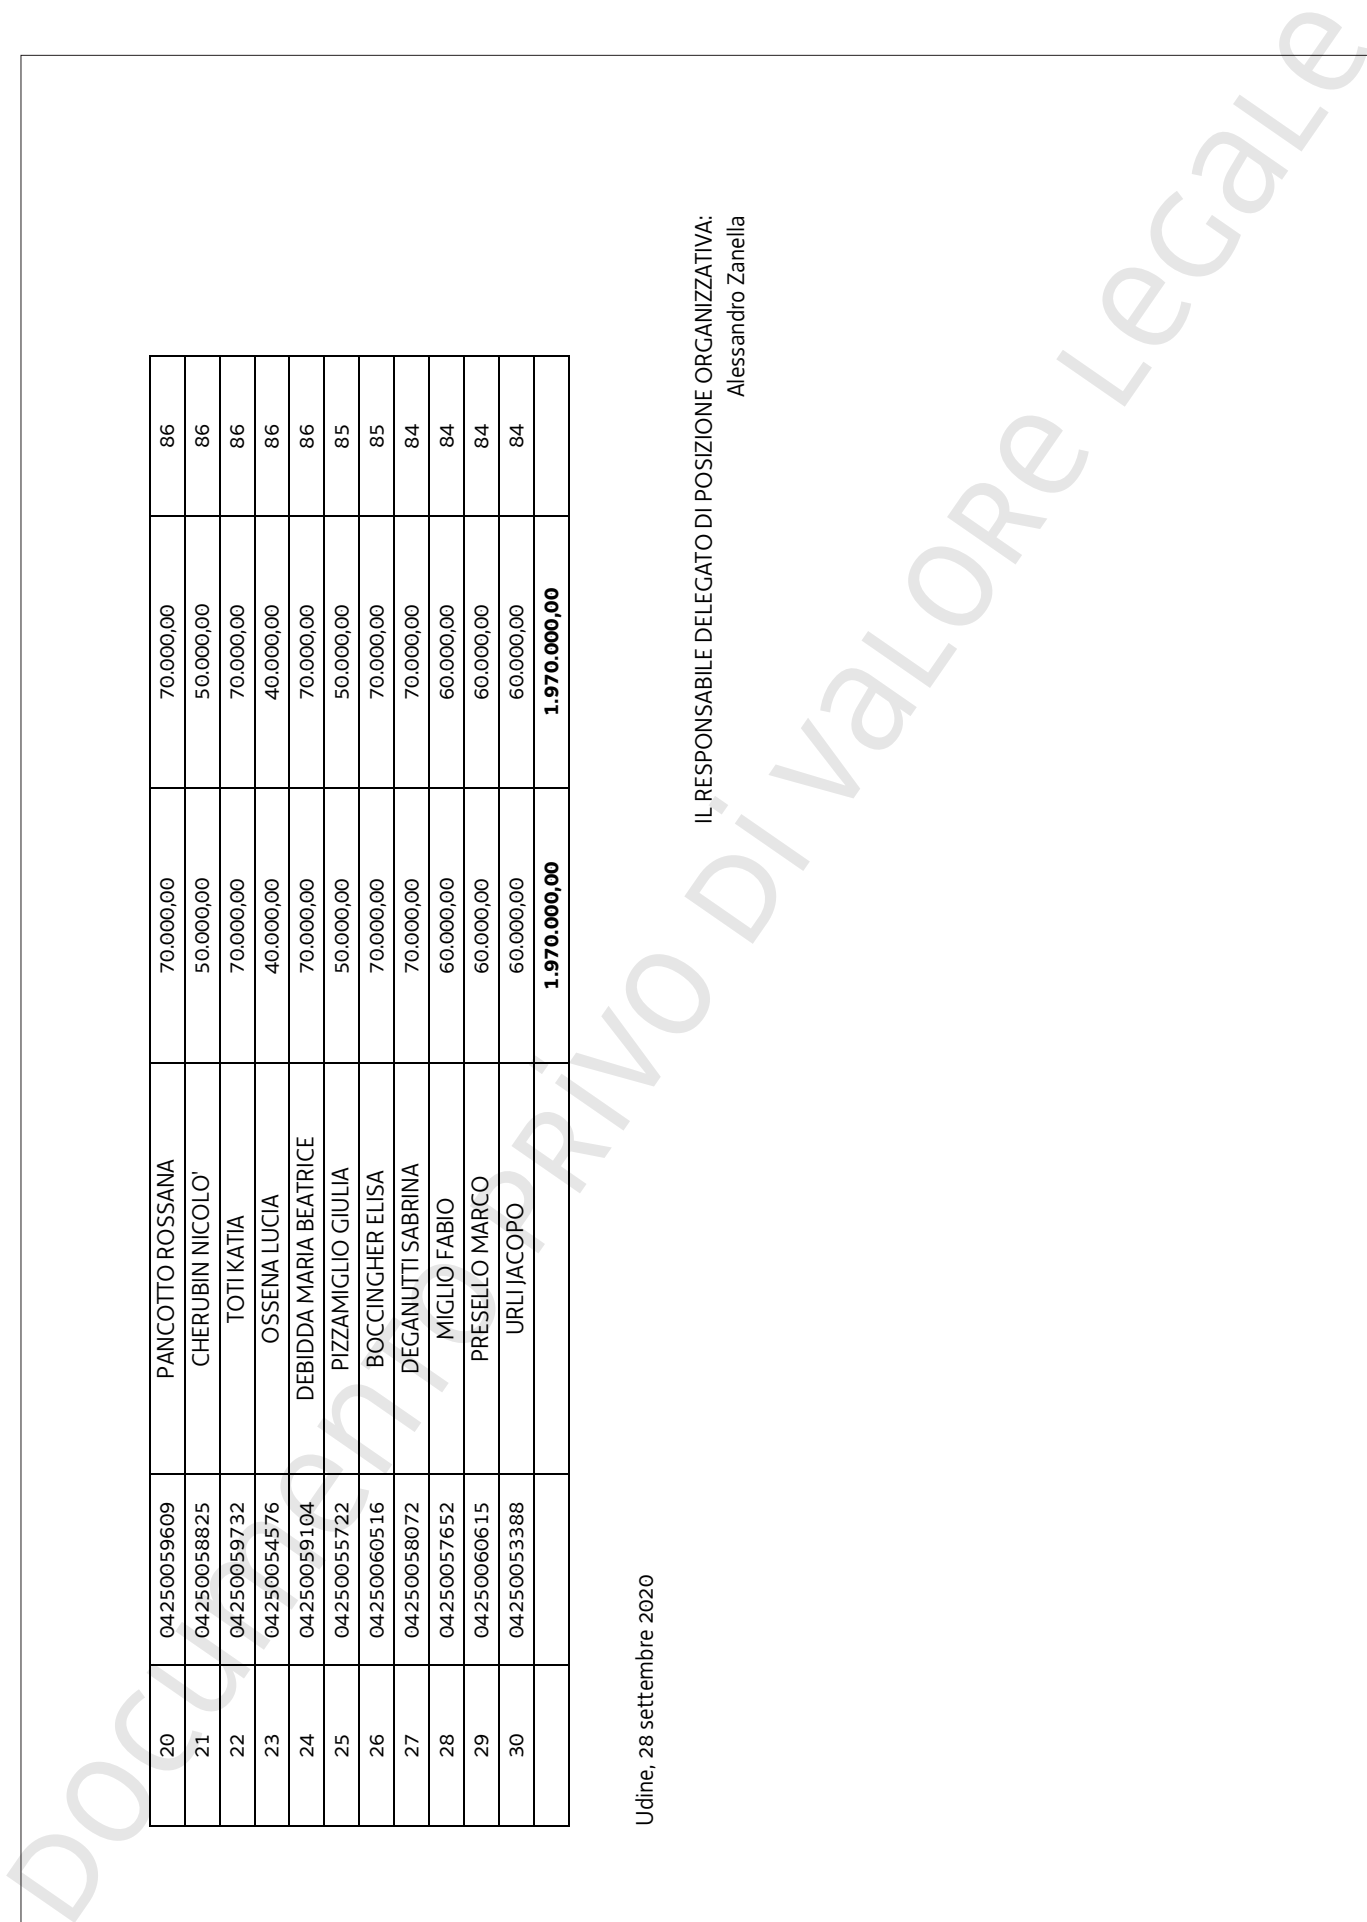 20 04250059609 PANCOTTO ROSSANA 70.000,00 70.000,00 86
21 04250058825 CHERUBIN NICOLO' 50.000,00 50.000,00 86
22 04250059732 TOTI KATIA 70.000,00 70.000,00 86
23 04250054576 OSSENA LUCIA 40.000,00 40.000,00 86
24 04250059104 DEBIDDA MARIA BEATRICE 70.000,00 70.000,00 86
25 04250055722 PIZZAMIGLIO GIULIA 50.000,00 50.000,00 85
26 04250060516 BOCCINGHER ELISA 70.000,00 70.000,00 85
27 04250058072 DEGANUTTI SABRINA 70.000,00 70.000,00 84
28 04250057652 MIGLIO FABIO 60.000,00 60.000,00 84
29 04250060615 PRESELLO MARCO 60.000,00 60.000,00 84
30 04250053388 URLI JACOPO 60.000,00 60.000,00 84
1.970.000,00 1.970.000,00
Udine, 28 settembre 2020
IL RESPONSABILE DELEGATO DI POSIZIONE ORGANIZZATIVA:
Alessandro Zanella
Documento privo di valore legale